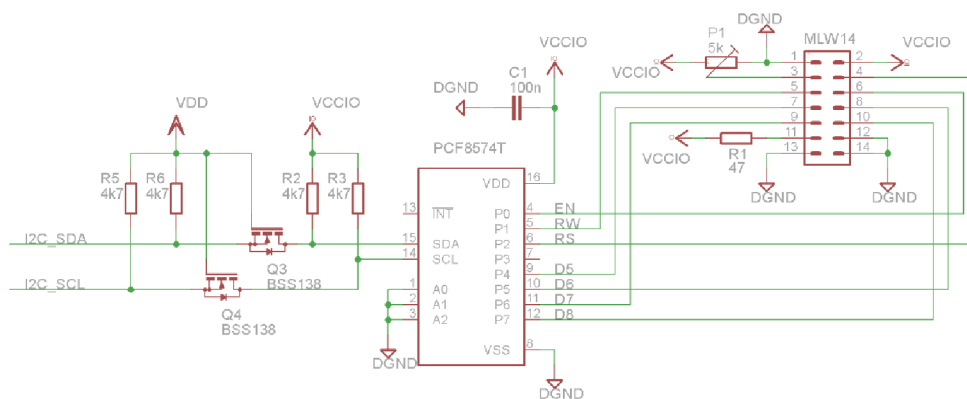 DGND
P1
5k
MLW14
VCCIO
VCCIO
VCCIO
1
2
3
4
5
6
7
8
9
10
11
12
13
14
C1
100n
DGND
VDD
VCCIO
VCCIO
R1
47
DGND
DGND
R5
4k7
R6
4k7
R2
4k7
R3
4k7
PCF8574T
VDD
16
13
INT
P0
4
EN
P1
5
RW
I2C_SDA
15
SDA
P2
6
RS
14
SCL
P3
7
Q3
BSS138
P4
9
D5
I2C_SCL
1
A0
P5
10
D6
2
A1
P6
11
D7
Q4
BSS138
3
A2
P7
12
D8
VSS
8
DGND
DGND